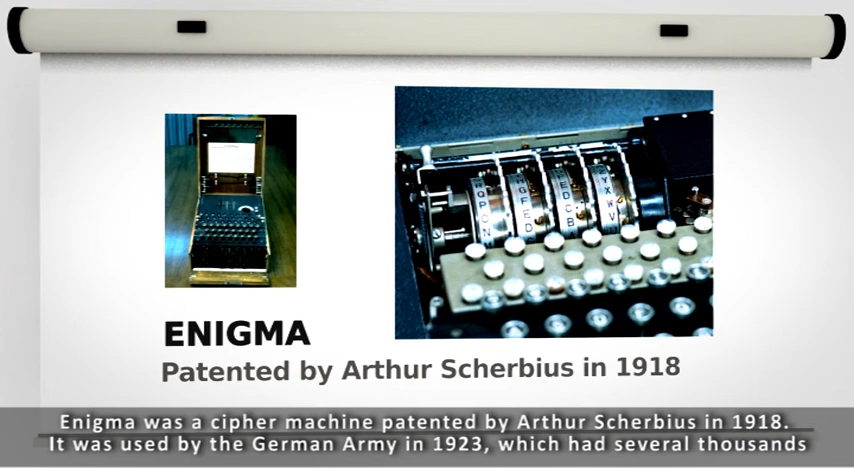 ENIGMA
Patented by Arthur Scherbius in 1918
Enigma was a cipher machine patented by Arthur Scherbius in 1918.
It was used by the German Army in 1923, which had several thousands